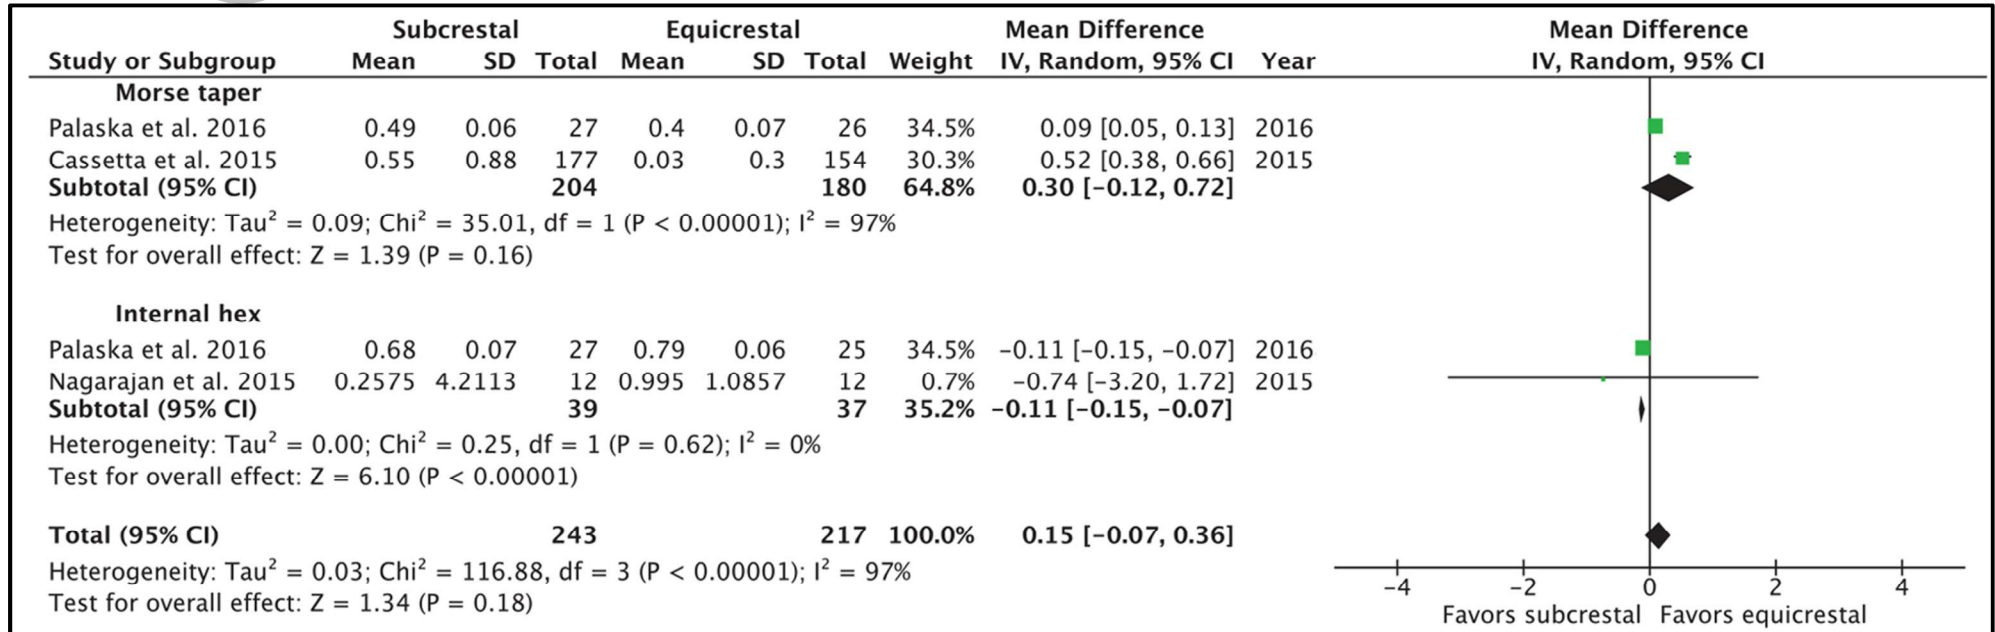 Subcrestal Equicrestal Mean Difference Mean Difference
Study or Subgroup Mean SD Total Mean SD Total Weight IV, Random, 95% CI Year IV, Random, 95% CI
Morse taper
Palaska et al. 2016 0.49 0.06 27 0.4 0.07 26 34.5% 0.09 [0.05, 0.13] 2016
Cassetta et al. 2015 0.55 0.88 177 0.03 0.3 154 30.3% 0.52 [0.38, 0.66] 2015
Subtotal (95% CI) 204 180 64.8% 0.30 [−0.12, 0.72]
Heterogeneity: Tau² = 0.09; Chi² = 35.01, df = 1 (P < 0.00001); I² = 97%
Test for overall effect: Z = 1.39 (P = 0.16)
Internal hex
Palaska et al. 2016 0.68 0.07 27 0.79 0.06 25 34.5% −0.11 [−0.15, −0.07] 2016
Nagarajan et al. 2015 0.2575 4.2113 12 0.995 1.0857 12 0.7% −0.74 [−3.20, 1.72] 2015
Subtotal (95% CI) 39 37 35.2% −0.11 [−0.15, −0.07]
Heterogeneity: Tau² = 0.00; Chi² = 0.25, df = 1 (P = 0.62); I² = 0%
Test for overall effect: Z = 6.10 (P < 0.00001)
Total (95% CI) 243 217 100.0% 0.15 [−0.07, 0.36]
Heterogeneity: Tau² = 0.03; Chi² = 116.88, df = 3 (P < 0.00001); I² = 97%
Test for overall effect: Z = 1.34 (P = 0.18)
−4 −2 0 2 4
Favors subcrestal Favors equicrestal